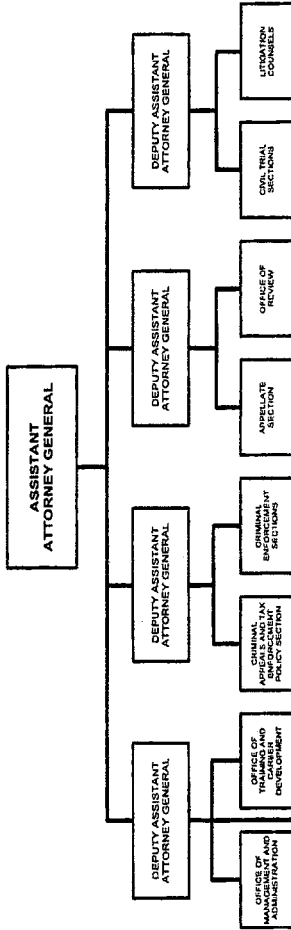 ASSISTANT
ATTORNEY GENERAL
DEPUTY ASSISTANT
ATTORNEY GENERAL
DEPUTY ASSISTANT
ATTORNEY GENERAL
DEPUTY ASSISTANT
ATTORNEY GENERAL
DEPUTY ASSISTANT
ATTORNEY GENERAL
OFFICE OF
MANAGEMENT AND
ADMINISTRATION
OFFICE OF
TRAINING AND
CAREER
DEVELOPMENT
CRIMINAL
APPEALS AND TAX
ENFORCEMENT
POLICY SECTION
CRIMINAL
ENFORCEMENT
SECTIONS
APPELLATE
SECTION
OFFICE OF
REVIEW
CIVIL TRIAL
SECTIONS
LITIGATION
COUNSELS